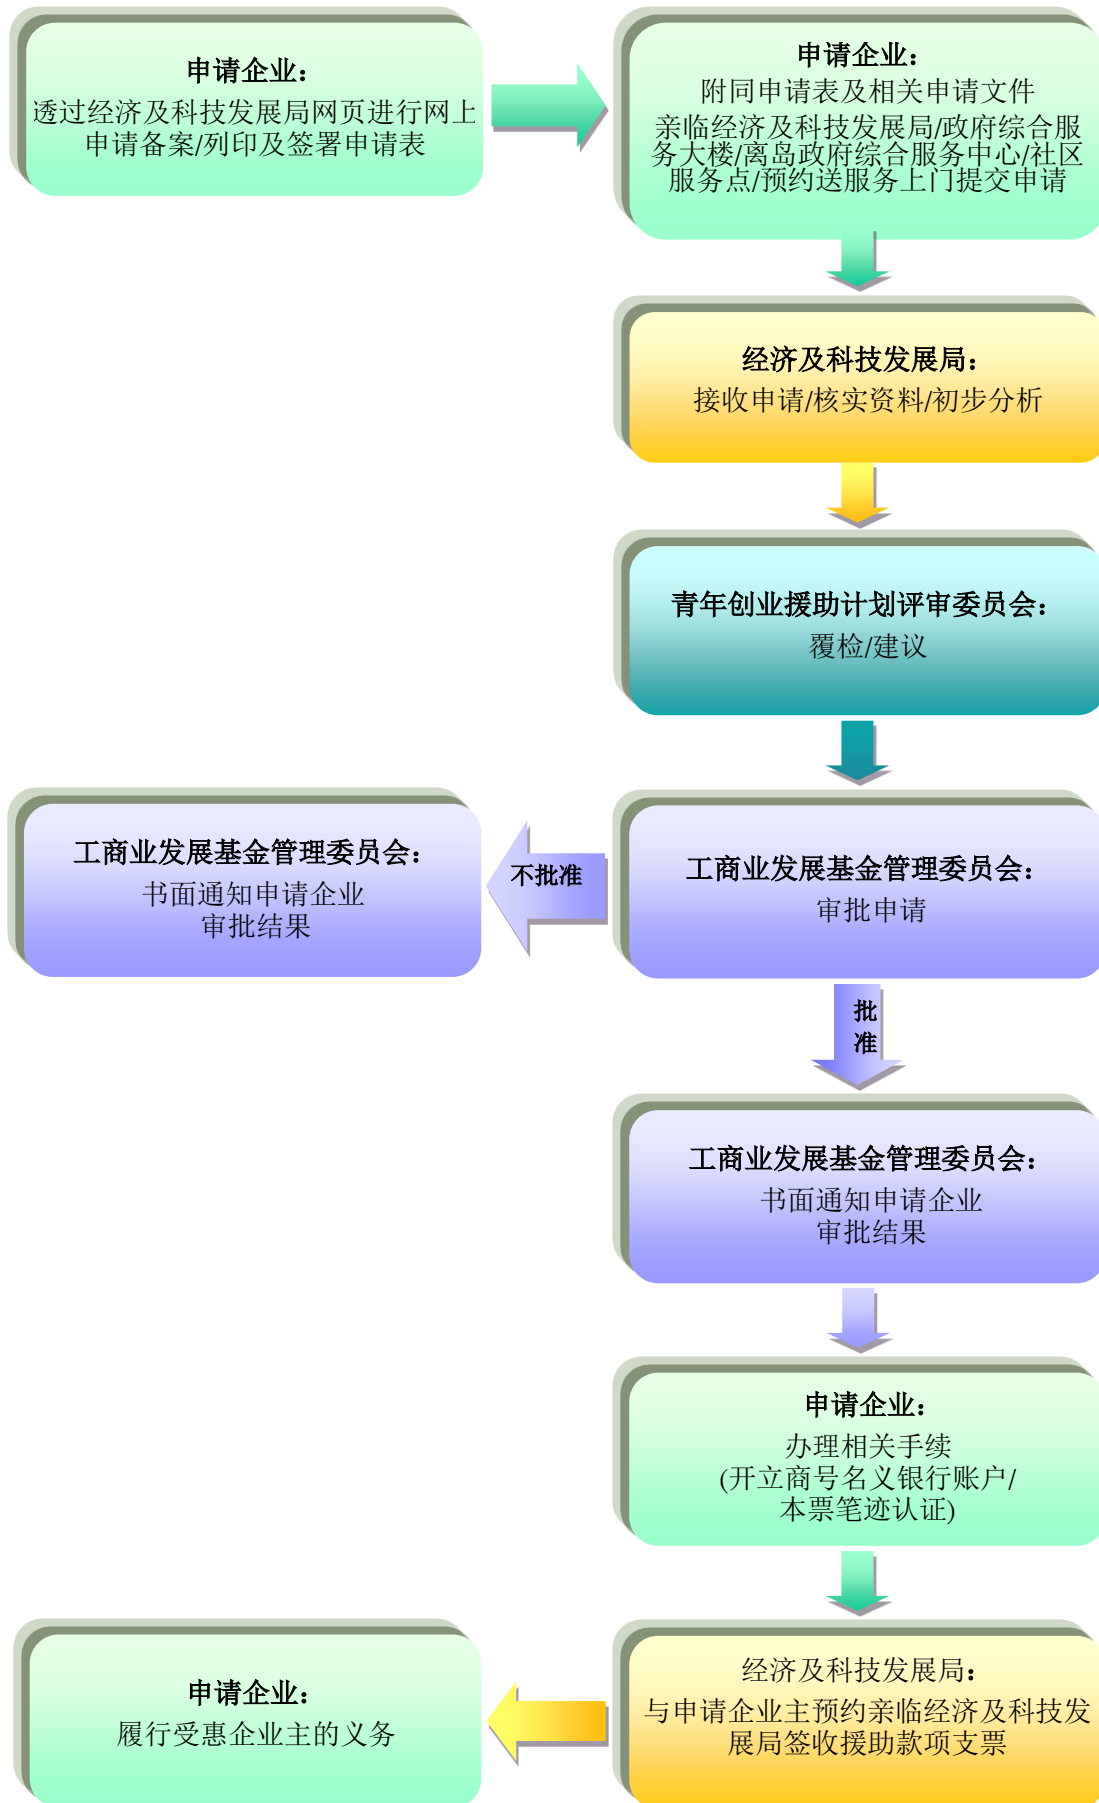 申请企业：
透过经济及科技发展局网页进行网上
申请备案/列印及签署申请表
申请企业：
附同申请表及相关申请文件
亲临经济及科技发展局/政府综合服
务大楼/离岛政府综合服务中心/社区
服务点/预约送服务上门提交申请
经济及科技发展局：
接收申请/核实资料/初步分析
青年创业援助计划评审委员会：
覆检/建议
工商业发展基金管理委员会：
审批申请
不批准
工商业发展基金管理委员会：
书面通知申请企业
审批结果
批
准
工商业发展基金管理委员会：
书面通知申请企业
审批结果
申请企业：
办理相关手续
(开立商号名义银行账户/
本票笔迹认证)
经济及科技发展局：
与申请企业主预约亲临经济及科技发
展局签收援助款项支票
申请企业：
履行受惠企业主的义务